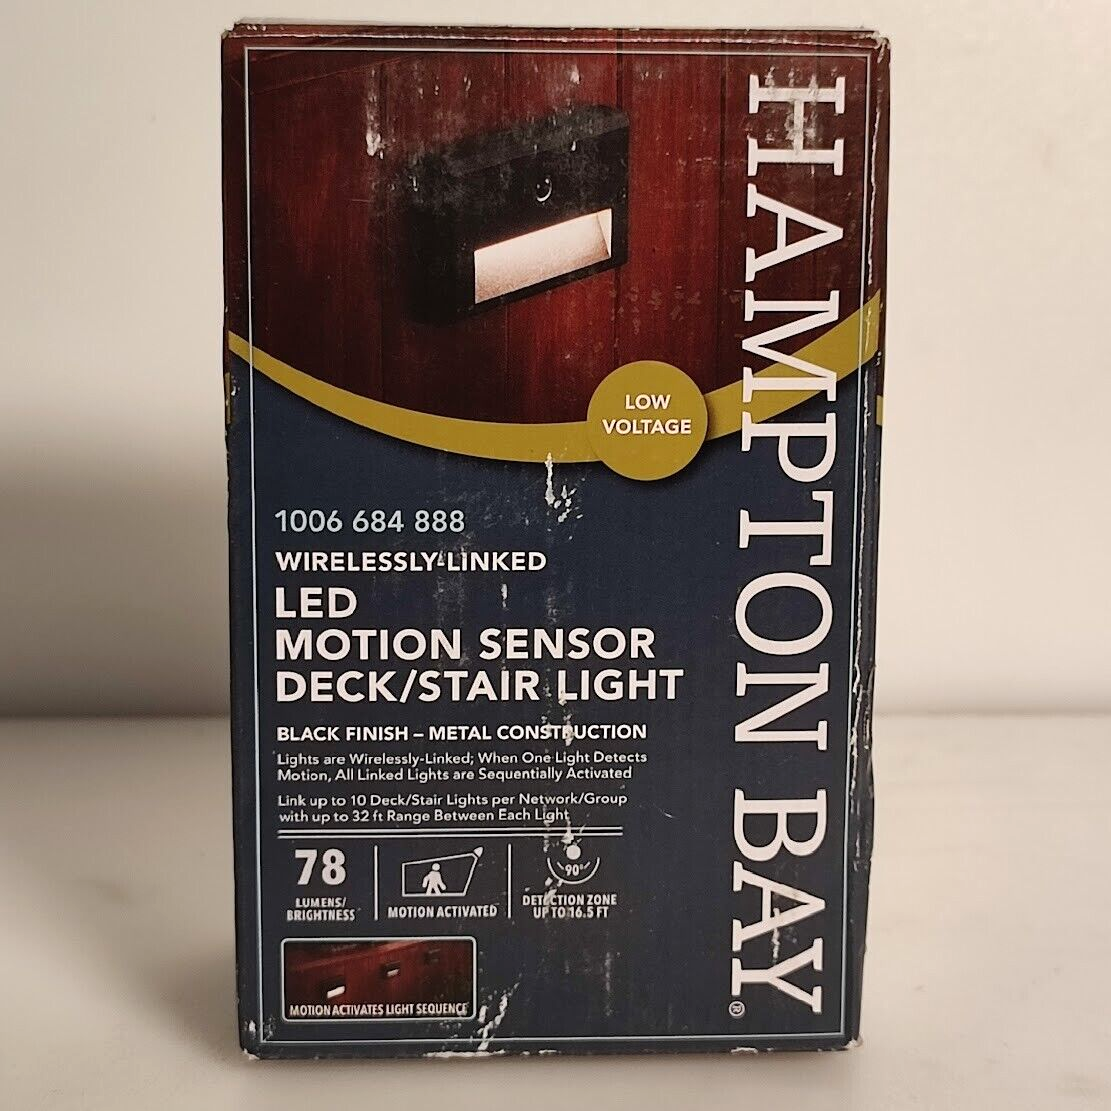 HAMPTON BAY®
LOW
VOLTAGE
1006 684 888
WIRELESSLY-LINKED
LED
MOTION SENSOR
DECK/STAIR LIGHT
BLACK FINISH – METAL CONSTRUCTION
Lights are Wirelessly-Linked; When One Light Detects
Motion, All Linked Lights are Sequentially Activated
Link up to 10 Deck/Stair Lights per Network/Group
with up to 32 ft Range Between Each Light
78
LUMENS/
BRIGHTNESS
MOTION ACTIVATED
90°
DETECTION ZONE
UP TO 16.5 FT
MOTION ACTIVATES LIGHT SEQUENCE